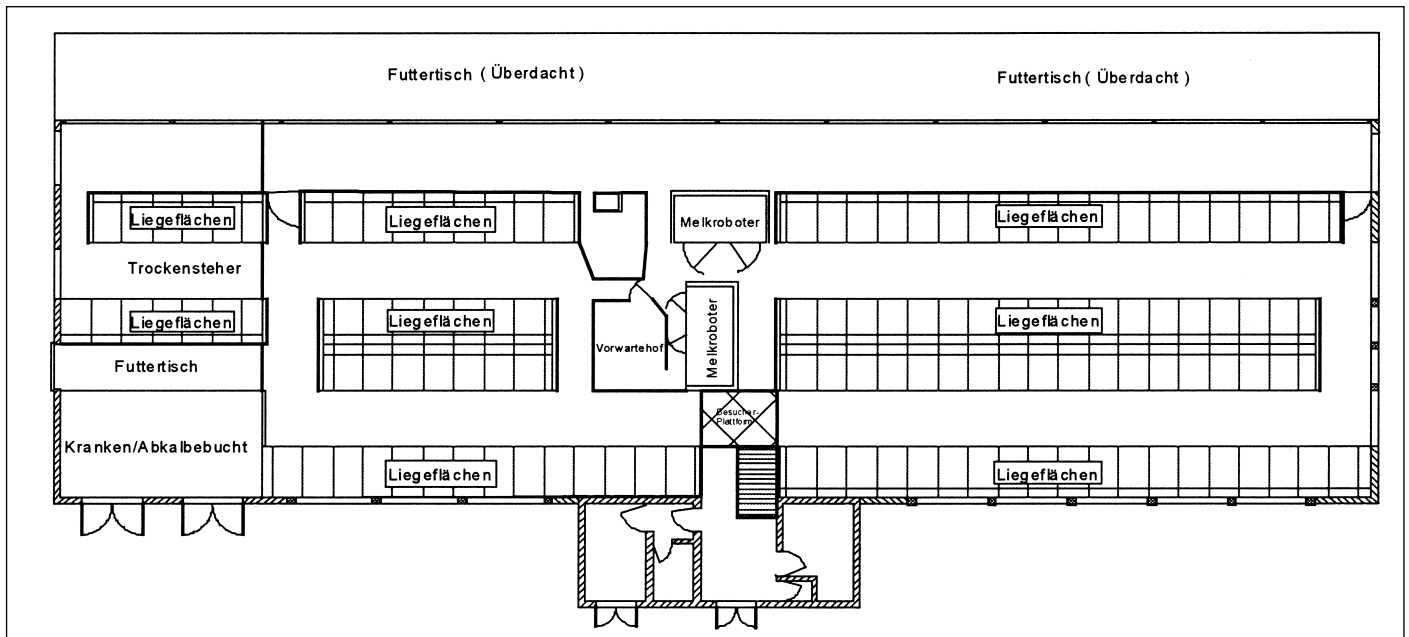 Futtertisch ( Überdacht )
Futtertisch ( Überdacht )
Liegeflächen
Liegeflächen
Melkroboter
Liegeflächen
Trockensteher
Liegeflächen
Liegeflächen
Vorwartehof
Melkroboter
Liegeflächen
Futtertisch
Besucher-
Plattform
Kranken/Abkalbebucht
Liegeflächen
Liegeflächen